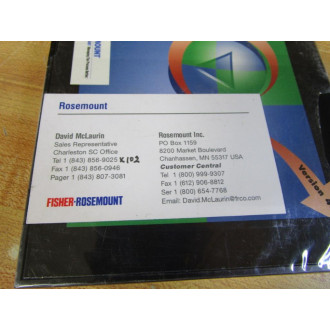 Rosemount
David McLaurin
Sales Representative
Charleston SC Office
Tel 1 (843) 856-9025 x102
Fax 1 (843) 856-0946
Pager 1 (843) 807-3081
Rosemount Inc.
PO Box 1159
8200 Market Boulevard
Chanhassen, MN 55317 USA
Customer Central
Tel 1 (800) 999-9307
Fax 1 (612) 906-8812
Ser 1 (800) 654-7768
Email: David.McLaurin@frco.com
FISHER-ROSEMOUNT
Version